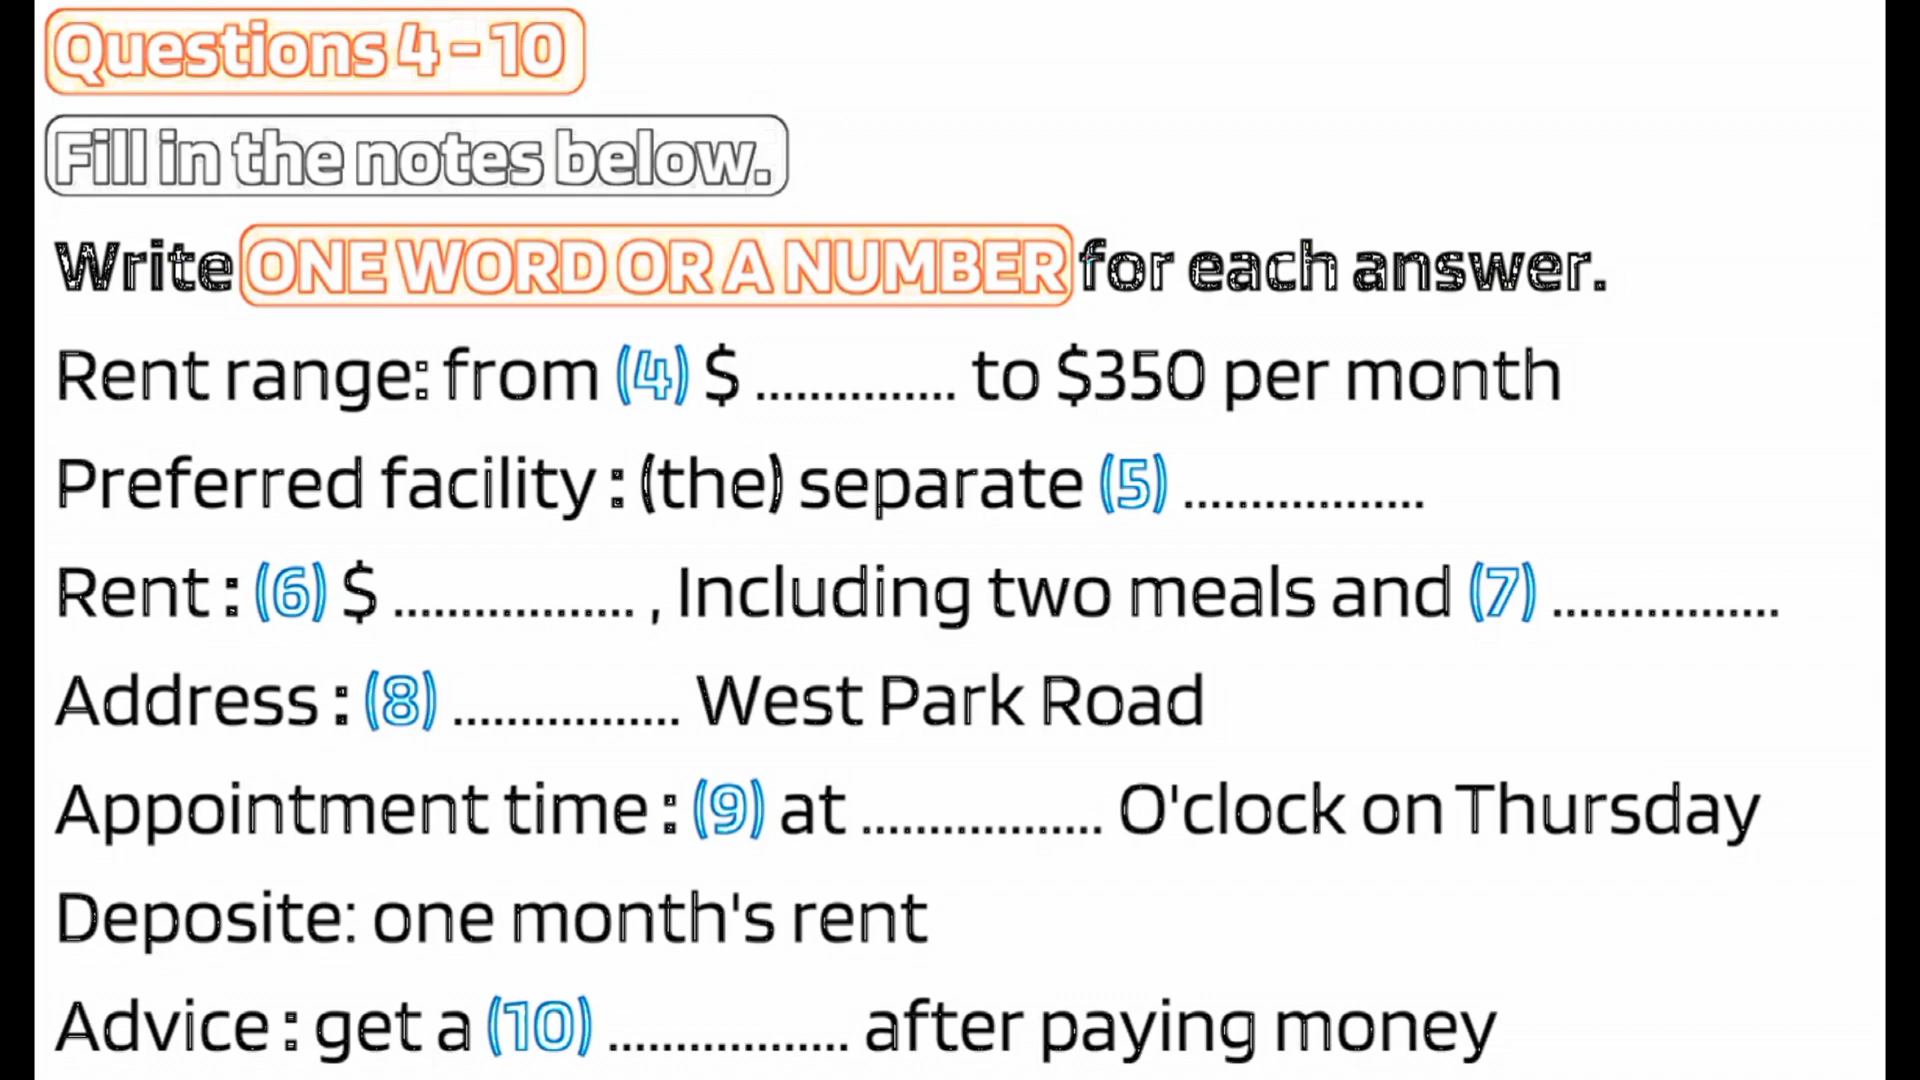 Questions 4 - 10
Fill in the notes below.
Write ONE WORD OR A NUMBER for each answer.
Rent range: from (4) $ ............... to $350 per month
Preferred facility : (the) separate (5) ..................
Rent : (6) $ .................. , Including two meals and (7) .................
Address : (8) ................. West Park Road
Appointment time : (9) at .................. O'clock on Thursday
Deposite: one month's rent
Advice : get a (10) .................. after paying money